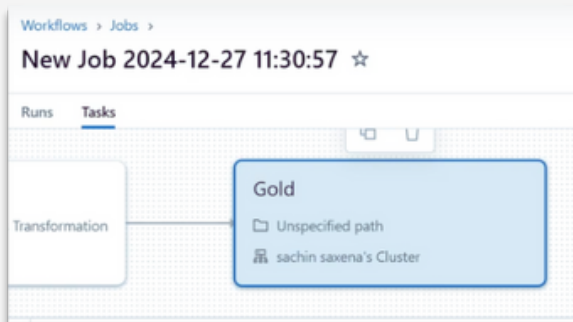 Workflows > Jobs >
New Job 2024-12-27 11:30:57
Runs Tasks
Gold
Transformation
Unspecified path
sachin saxena's Cluster